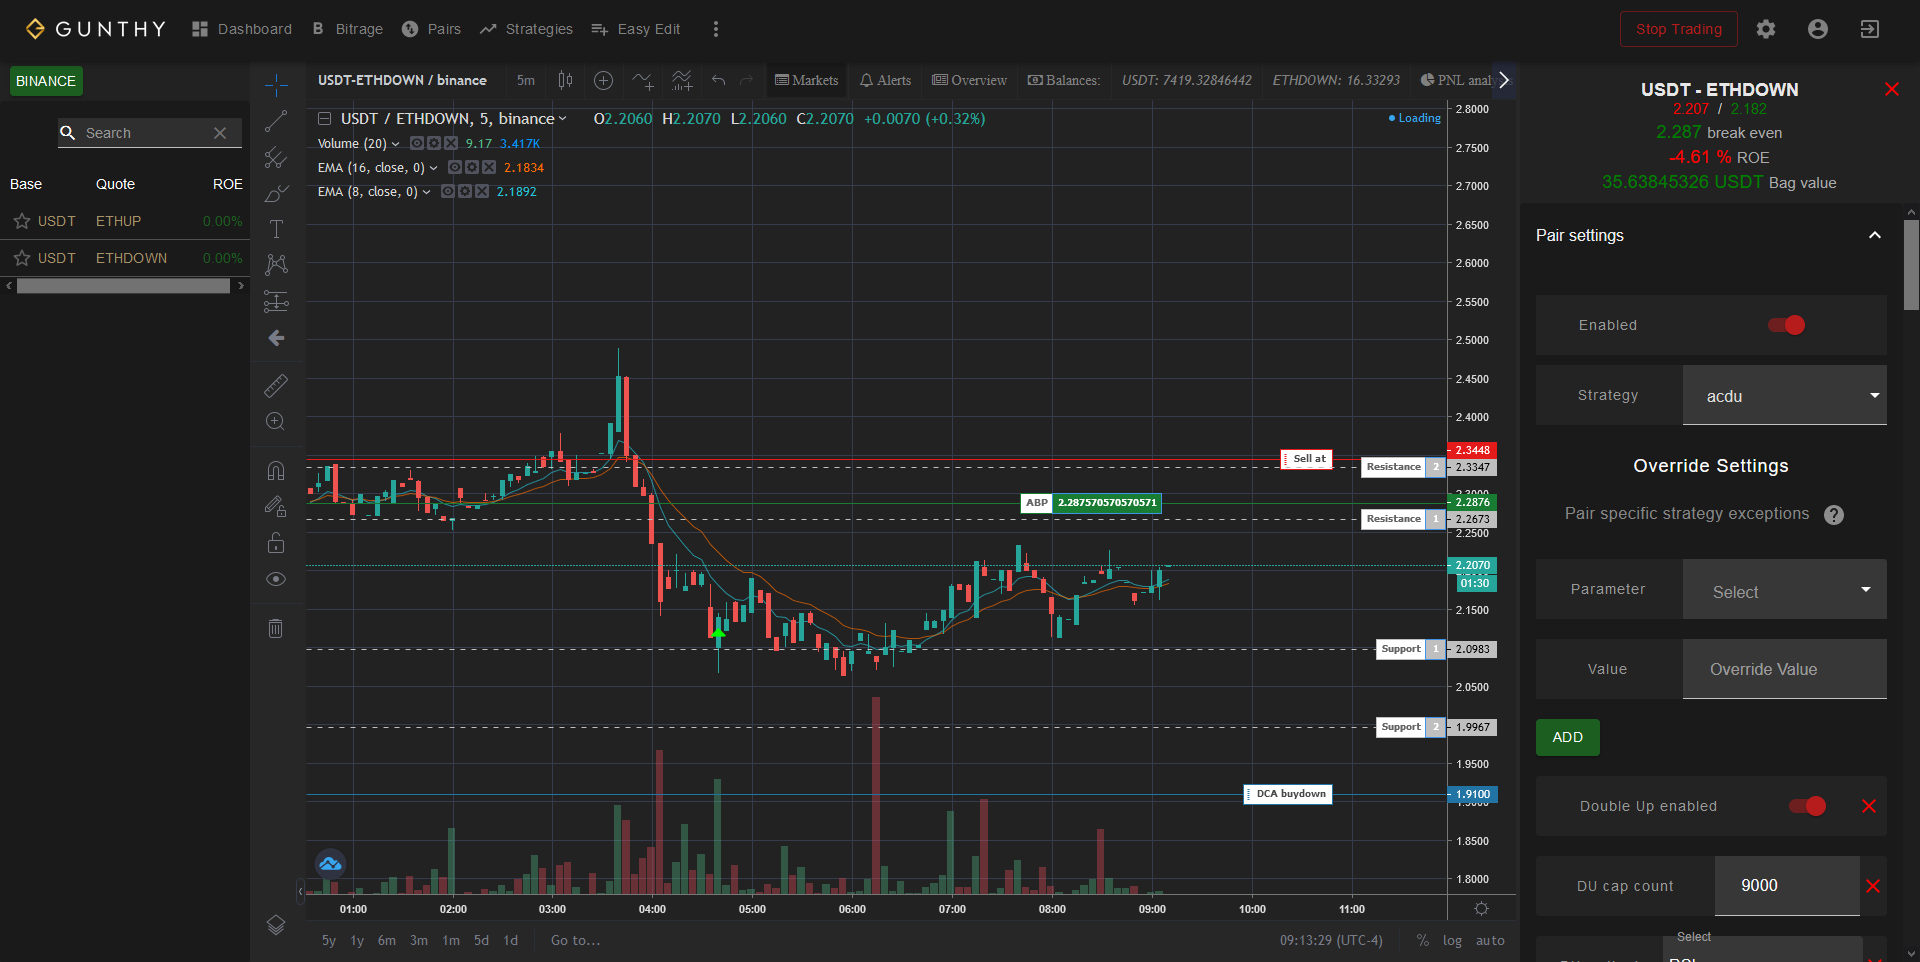 GUNTHY
Dashboard
Bitrage
Pairs
Strategies
Easy Edit
Stop Trading
BINANCE
Search
Base Quote ROE
USDT ETHUP 0.00%
USDT ETHDOWN 0.00%
USDT-ETHDOWN / binance
5m
Markets
Alerts
Overview
Balances:
USDT: 7419.32846442
ETHDOWN: 16.33293
PNL analy
USDT / ETHDOWN, 5, binance O2.2060 H2.2070 L2.2060 C2.2070 +0.0070 (+0.32%)
Loading
Volume (20) 9.17 3.417K
EMA (16, close, 0) 2.1834
EMA (8, close, 0) 2.1892
2.8000
2.7500
2.7000
2.6500
2.6000
2.5500
2.5000
2.4500
2.4000
2.3448
Sell at
Resistance 2 2.3347
ABP 2.287570570570571
2.2876
Resistance 1 2.2673
2.2500
2.2070
01:30
2.1500
Support 1 2.0983
2.0500
Support 2 1.9967
1.9500
DCA buydown 1.9100
1.8500
1.8000
01:00 02:00 03:00 04:00 05:00 06:00 07:00 08:00 09:00 10:00 11:00
5y 1y 6m 3m 1m 5d 1d Go to...
09:13:29 (UTC-4) % log auto
USDT - ETHDOWN
2.207 / 2.182
2.287 break even
-4.61 % ROE
35.63845326 USDT Bag value
Pair settings
Enabled
Strategy acdu
Override Settings
Pair specific strategy exceptions ?
Parameter Select
Value Override Value
ADD
Double Up enabled
DU cap count 9000
Select